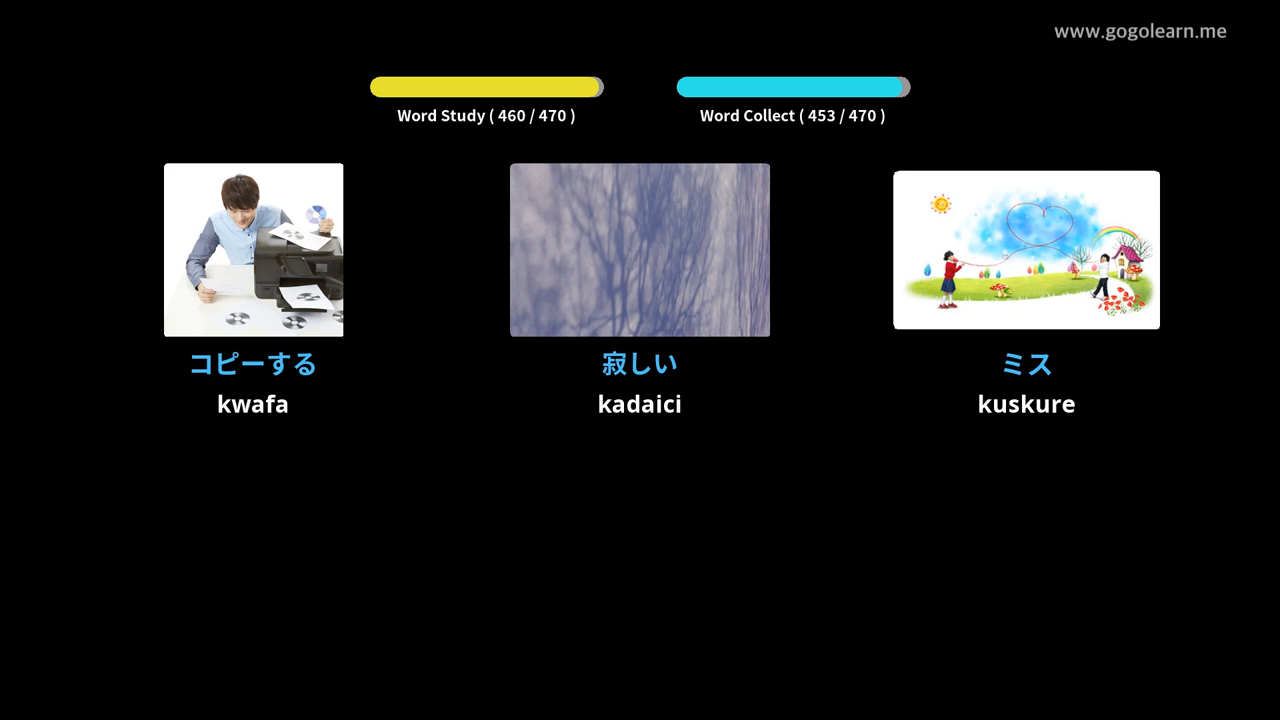 www.gogolearn.me
Word Study ( 460 / 470 )
Word Collect ( 453 / 470 )
コピーする
kwafa
寂しい
kadaici
ミス
kuskure